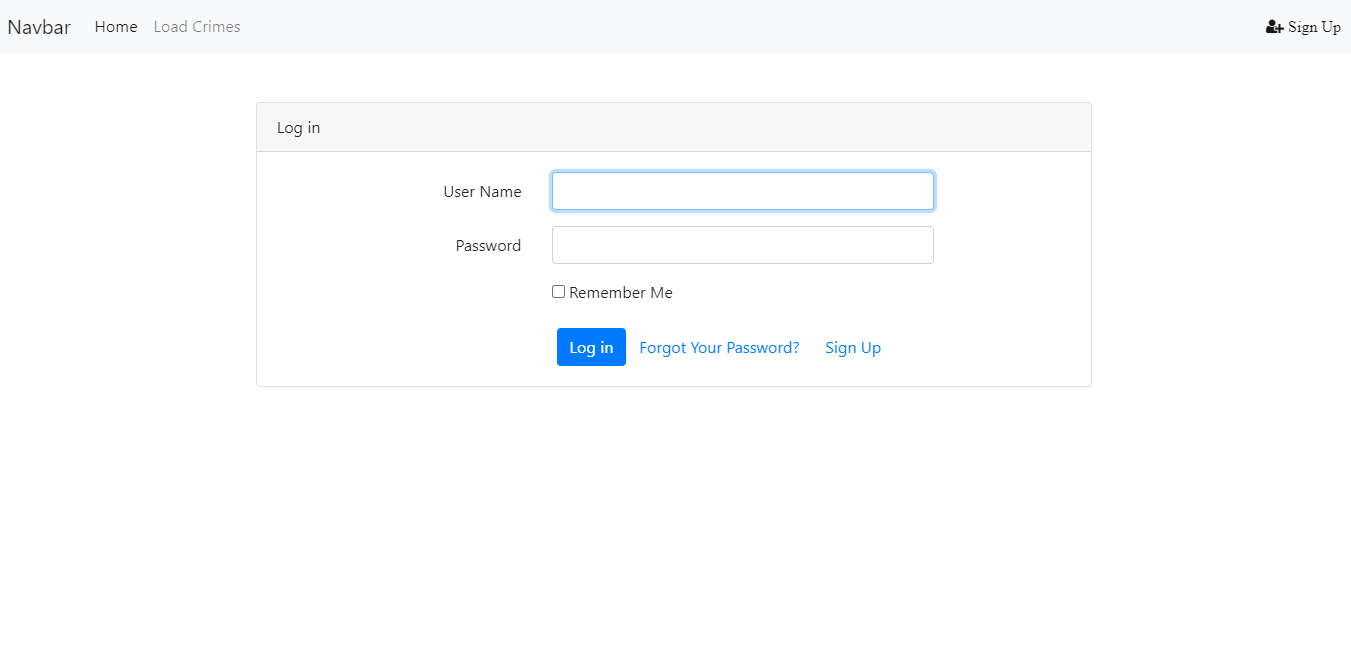 Navbar Home Load Crimes Sign Up
Log in
User Name
Password
Remember Me
Log in Forgot Your Password? Sign Up